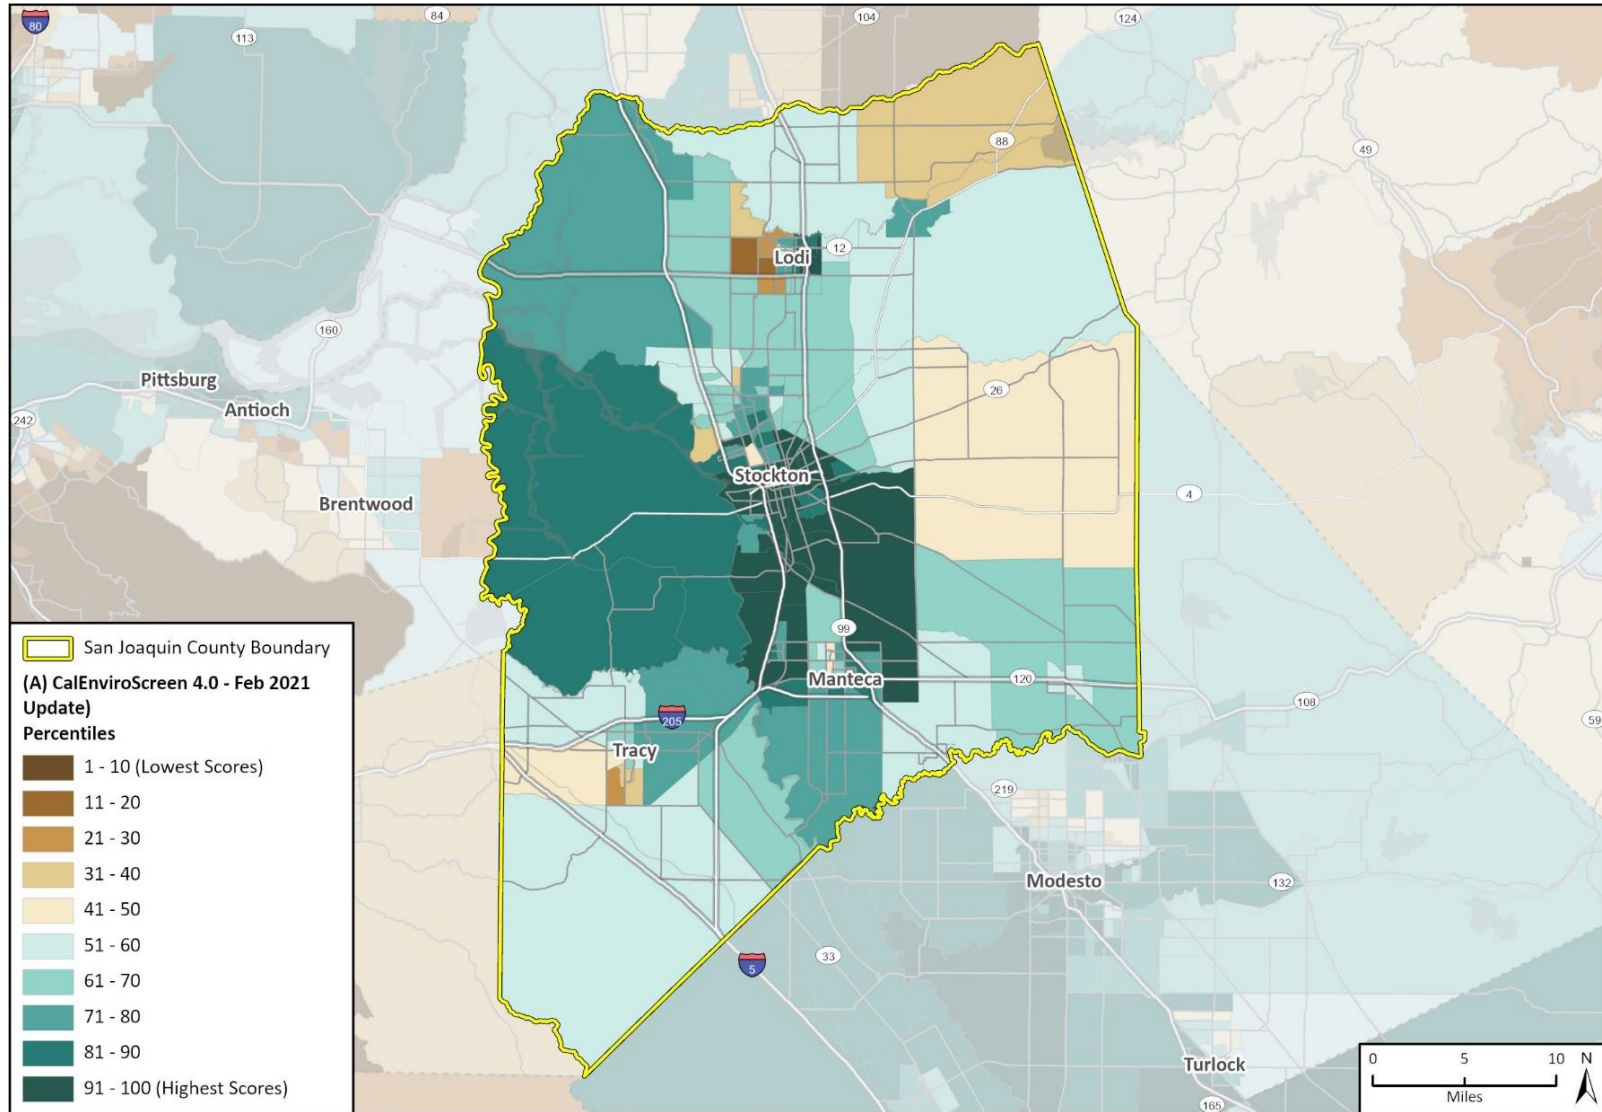 80
84
113
104
124
88
49
12
Lodi
160
Pittsburg
Antioch
242
26
Stockton
4
Brentwood
99
Manteca
120
108
205
59
Tracy
219
Modesto
132
33
5
Turlock
165
San Joaquin County Boundary
(A) CalEnviroScreen 4.0 - Feb 2021
Update)
Percentiles
1 - 10 (Lowest Scores)
11 - 20
21 - 30
31 - 40
41 - 50
51 - 60
61 - 70
71 - 80
81 - 90
91 - 100 (Highest Scores)
0 5 10
Miles
N